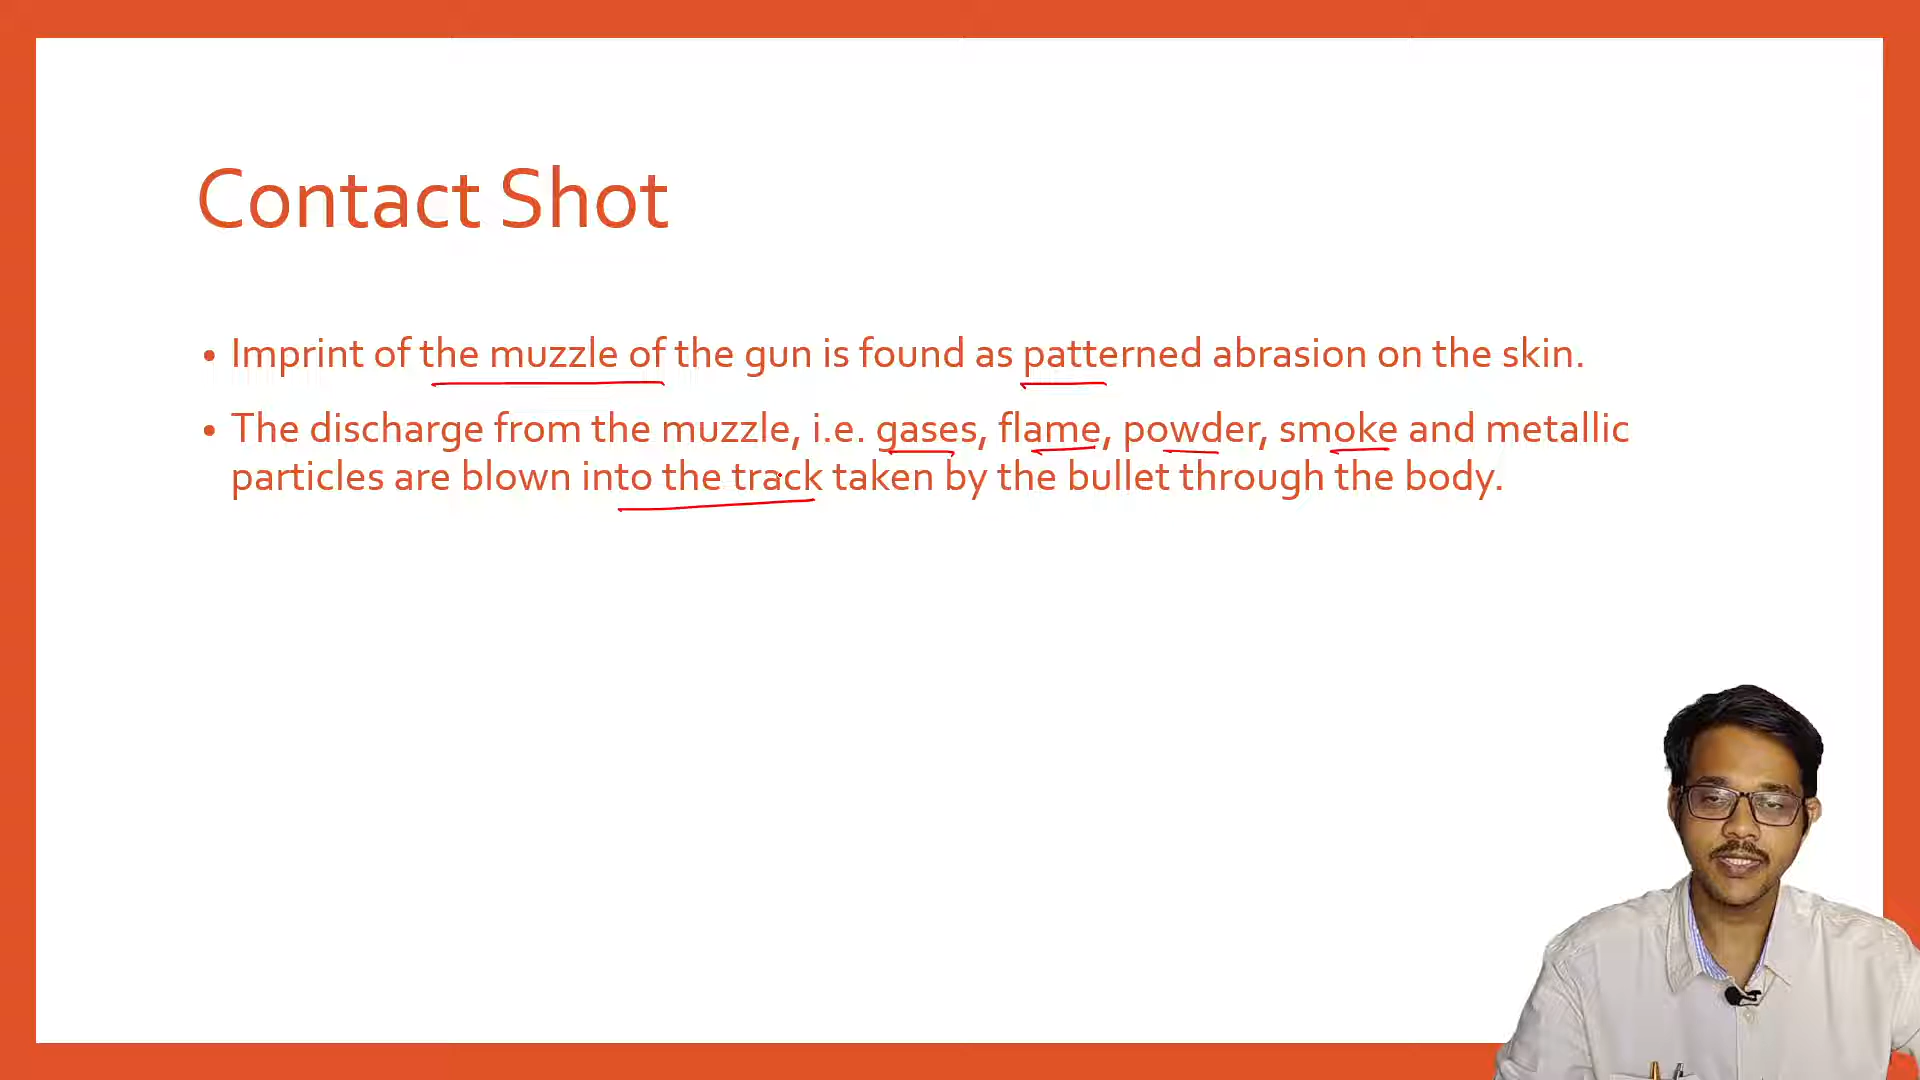 Contact Shot
• Imprint of the muzzle of the gun is found as patterned abrasion on the skin.
• The discharge from the muzzle, i.e. gases, flame, powder, smoke and metallic
particles are blown into the track taken by the bullet through the body.